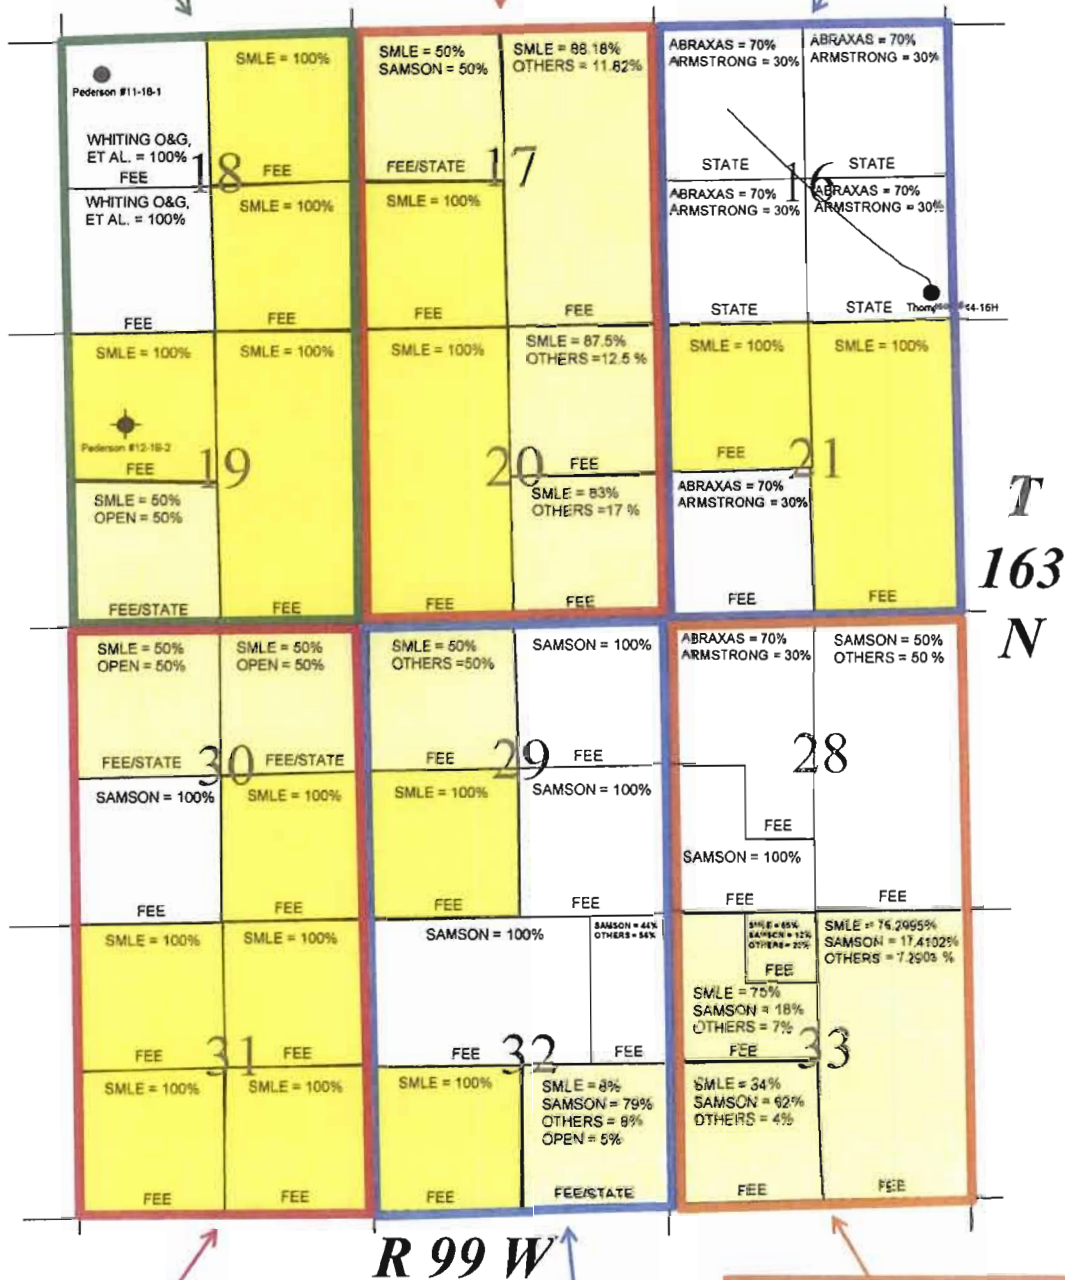 Pederson #11-18-1
WHITING O&G,
ET AL. = 100%
FEE
SMLE = 100%
FEE
18
WHITING O&G,
ET AL. = 100%
FEE
SMLE = 100%
FEE
SMLE = 50%
SAMSON = 50%
FEE/STATE
SMLE = 88.18%
OTHERS = 11.82%
17
SMLE = 100%
FEE
FEE
ABRAXAS = 70%
ARMSTRONG = 30%
STATE
ABRAXAS = 70%
ARMSTRONG = 30%
STATE
16
ABRAXAS = 70%
ARMSTRONG = 30%
STATE
ABRAXAS = 70%
ARMSTRONG = 30%
STATE
SMLE = 100%
Pederson #12-19-2
FEE
SMLE = 100%
19
SMLE = 50%
OPEN = 50%
FEE/STATE
FEE
SMLE = 100%
FEE
SMLE = 87.5%
OTHERS =12.5 %
FEE
20
SMLE = 83%
OTHERS =17 %
FEE
SMLE = 100%
FEE
SMLE = 100%
21
ABRAXAS = 70%
ARMSTRONG = 30%
FEE
FEE
T
163
N
SMLE = 50%
OPEN = 50%
FEE/STATE
SMLE = 50%
OPEN = 50%
FEE/STATE
30
SAMSON = 100%
FEE
SMLE = 100%
FEE
SMLE = 50%
OTHERS =50%
FEE
SAMSON = 100%
FEE
29
SMLE = 100%
FEE
SAMSON = 100%
FEE
ABRAXAS = 70%
ARMSTRONG = 30%
FEE
SAMSON = 50%
OTHERS = 50 %
28
SAMSON = 100%
FEE
FEE
SMLE = 100%
FEE
SMLE = 100%
FEE
31
SMLE = 100%
FEE
SMLE = 100%
FEE
SAMSON = 100%
FEE
SAMSON = 44%
OTHERS =
FEE
32
SMLE = 100%
FEE
SMLE = 8%
SAMSON = 79%
OTHERS = 8%
OPEN = 5%
FEE/STATE
FEE
SMLE = 75%
SAMSON = 18%
OTHERS = 7%
FEE
SMLE = 76.2995%
SAMSON = 17.4102%
OTHERS = 7.2903 %
33
SMLE = 34%
SAMSON = 62%
OTHERS = 4%
FEE
FEE
R 99 W